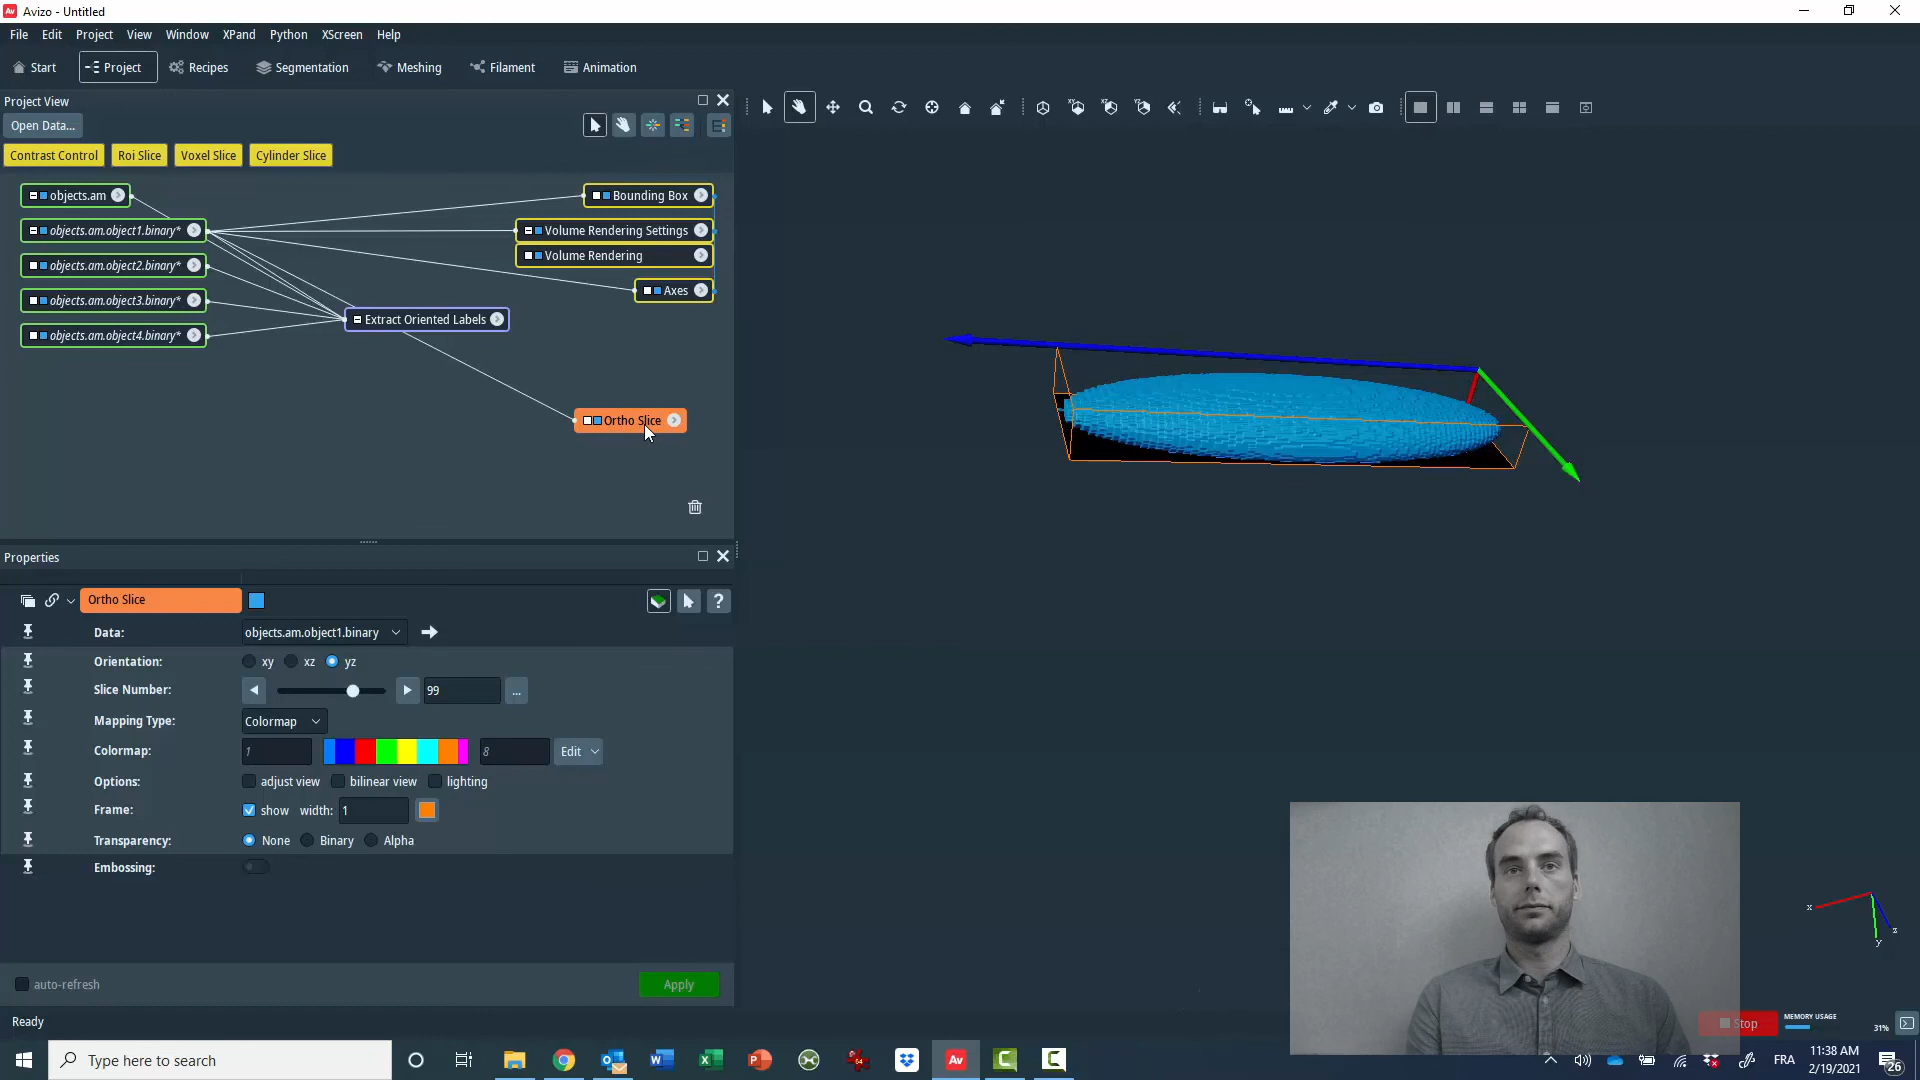 Av Avizo - Untitled
File Edit Project View Window Python XPand XScreen Help
Start Project Recipes Segmentation Meshing Filament Animation
Project View
Open Data...
Contrast Control Roi Slice Voxel Slice Cylinder Slice
objects.am Bounding Box
objects.am.object1.binary* Volume Rendering Settings
Volume Rendering
objects.am.object2.binary*
Axes
objects.am.object3.binary*
Extract Oriented Labels
objects.am.object4.binary*
Ortho Slice
Properties
Ortho Slice ?
Data: objects.am.object1.binary
Orientation: xy xz yz
Slice Number: 99 ...
Mapping Type: Colormap
Colormap: 1 8 Edit
Options: adjust view bilinear view lighting
Frame: show width: 1
Transparency: None Binary Alpha
Embossing:
x
z
y
auto-refresh Apply
Ready Stop MEMORY USAGE 31%
Type here to search Av FRA 11:38 AM
2/19/2021 26